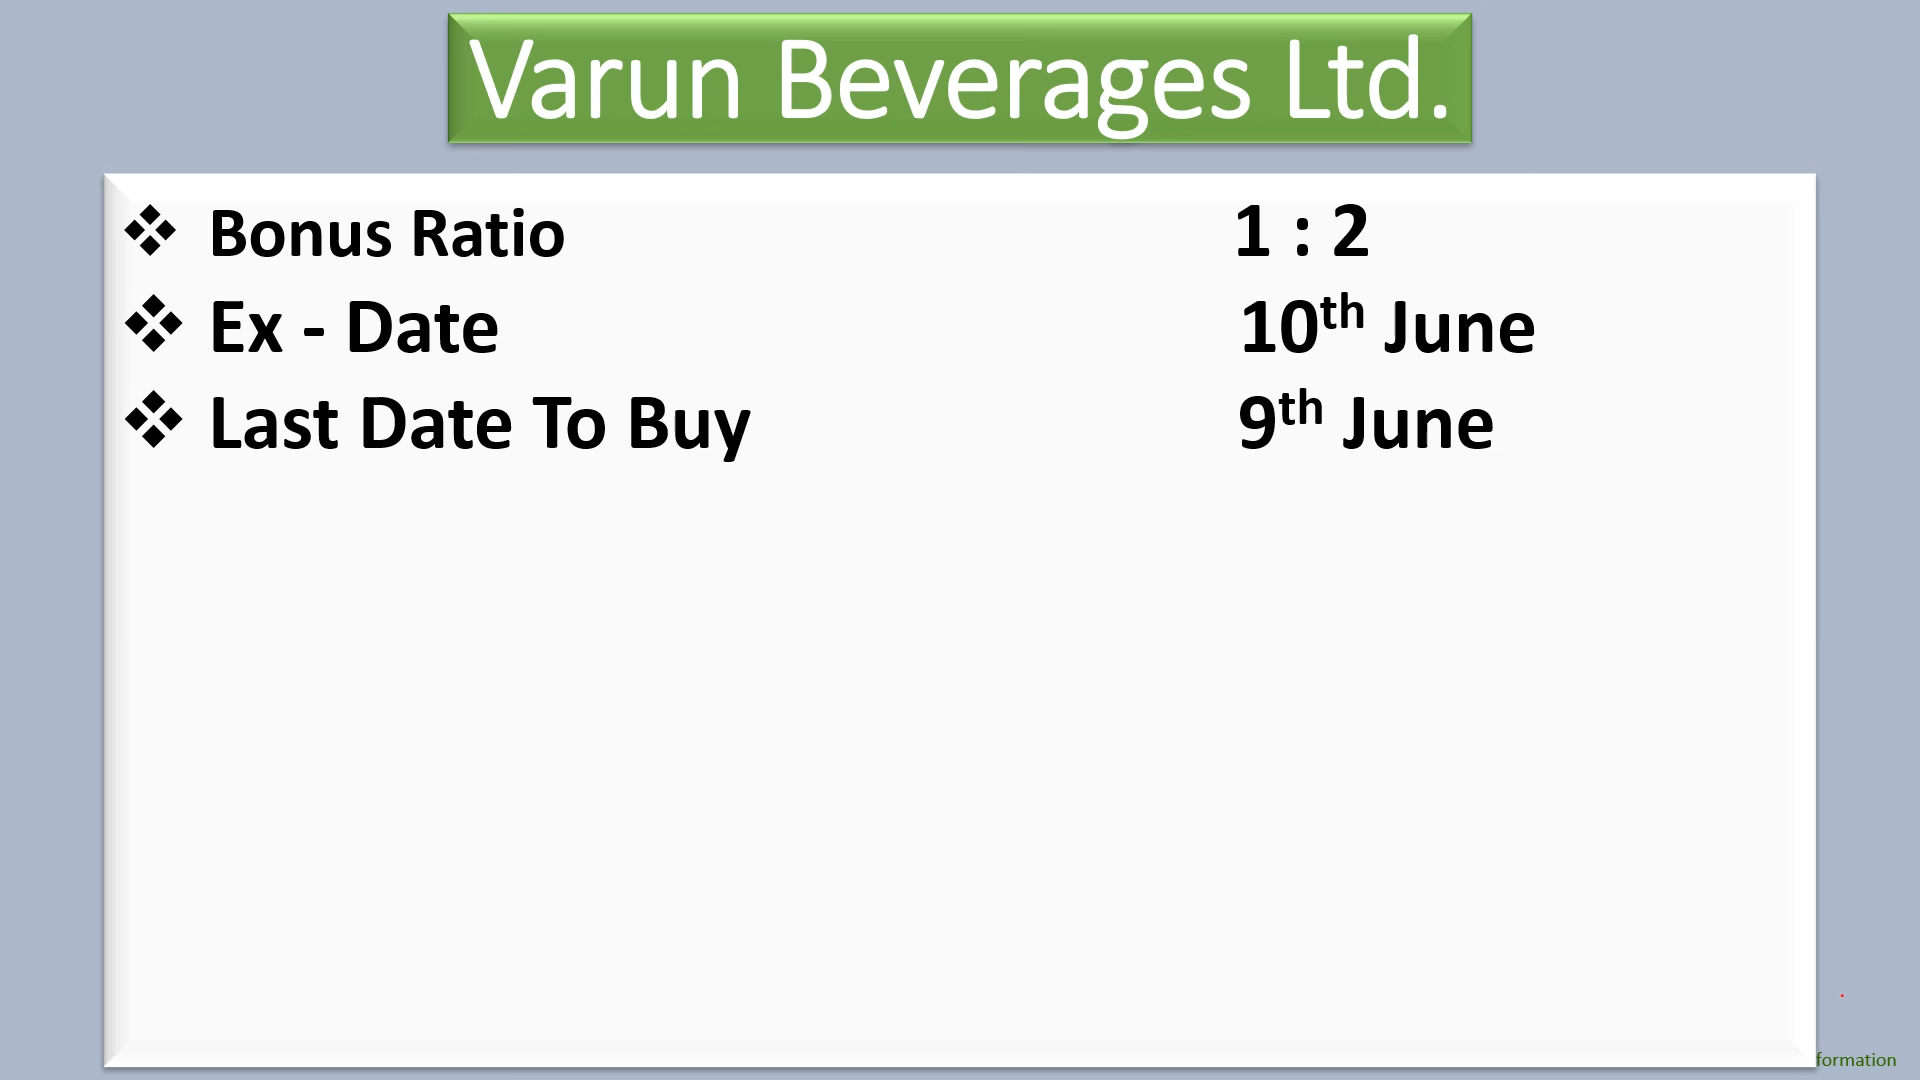 Varun Beverages Ltd.
❖ Bonus Ratio 1 : 2
❖ Ex - Date 10th June
❖ Last Date To Buy 9th June
formation